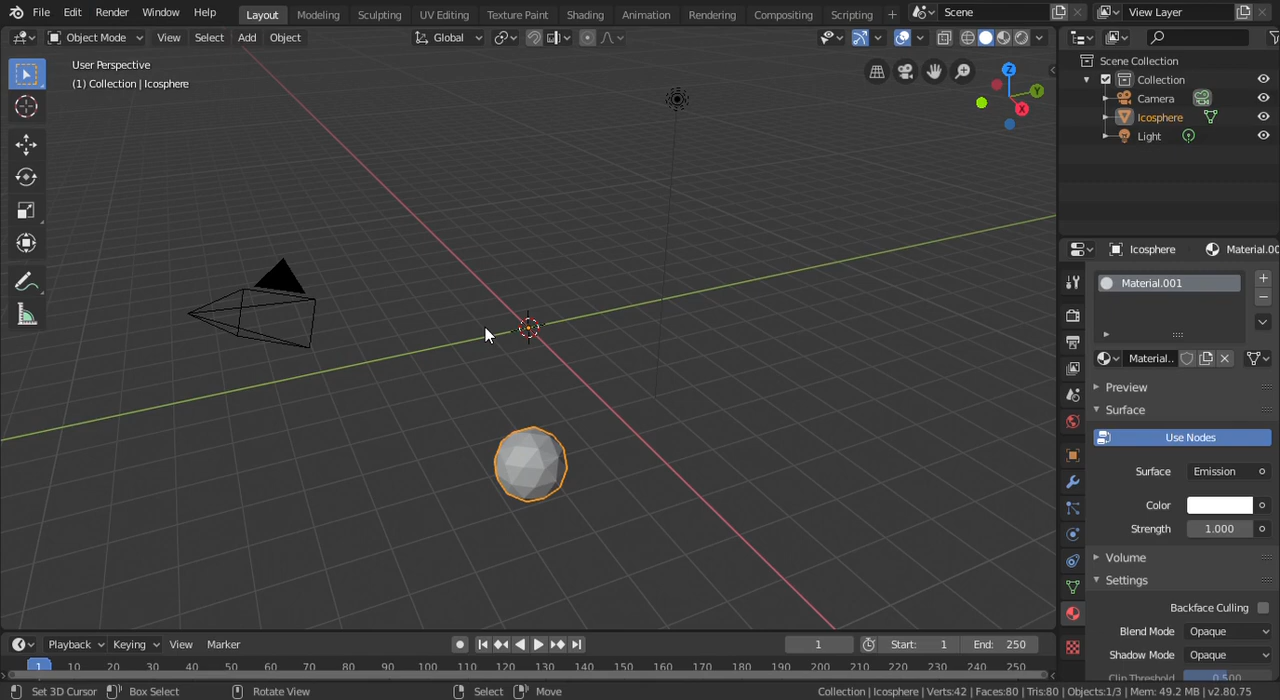 File Edit Render Window Help Layout Modeling Sculpting UV Editing Texture Paint Shading Animation Rendering Compositing Scripting + Scene View Layer
Object Mode View Select Add Object Global
User Perspective
(1) Collection | Icosphere
Z
Y
X
Scene Collection
Collection
Camera
Icosphere
Light
Icosphere Material.00
Material.001
Material..
Preview
Surface
Use Nodes
Surface Emission
Color
Strength 1.000
Volume
Settings
Backface Culling
Blend Mode Opaque
Shadow Mode Opaque
Clip Threshold 0.500
Playback Keying View Marker 1 Start: 1 End: 250
1 10 20 30 40 50 60 70 80 90 100 110 120 130 140 150 160 170 180 190 200 210 220 230 240 250
Set 3D Cursor Box Select Rotate View Select Move Collection | Icosphere | Verts:42 | Faces:80 | Tris:80 | Objects:1/3 | Mem: 49.2 MB | v2.80.75